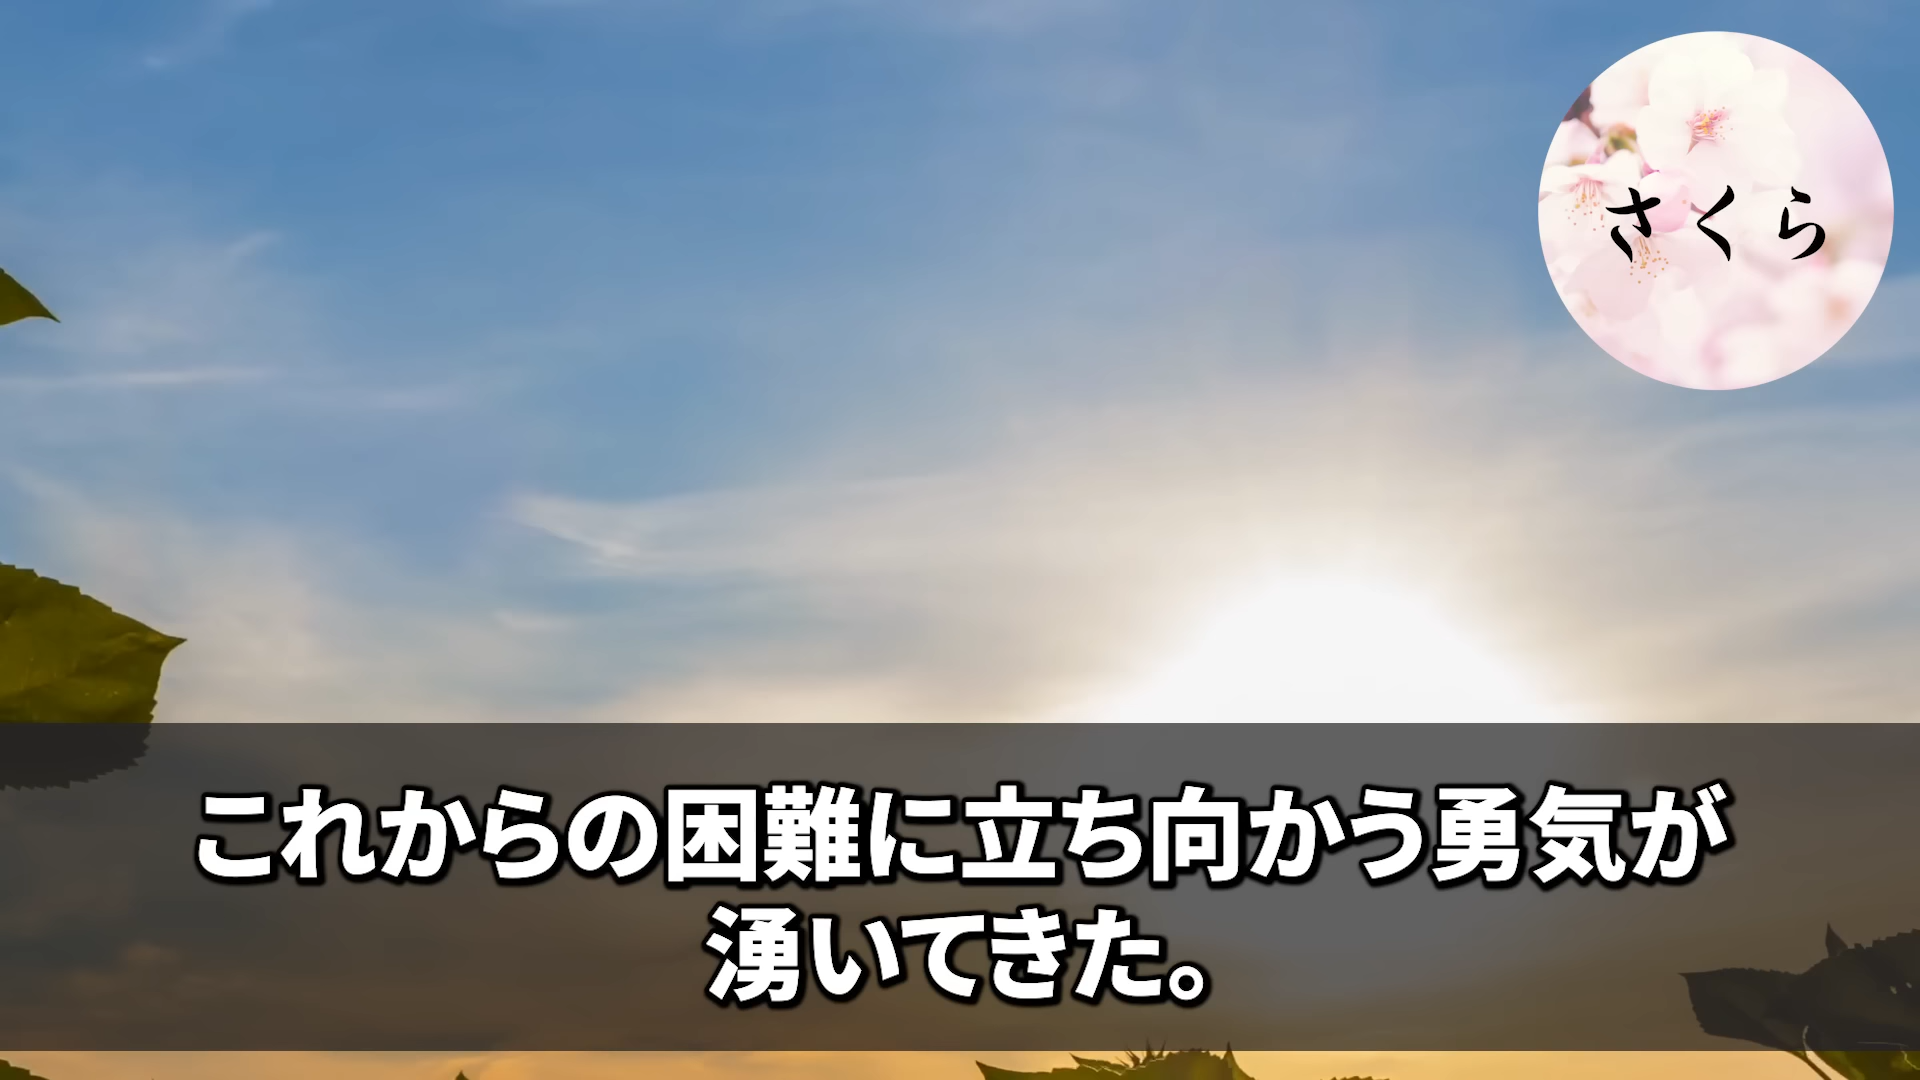 さくら
これからの困難に立ち向かう勇気が
湧いてきた。